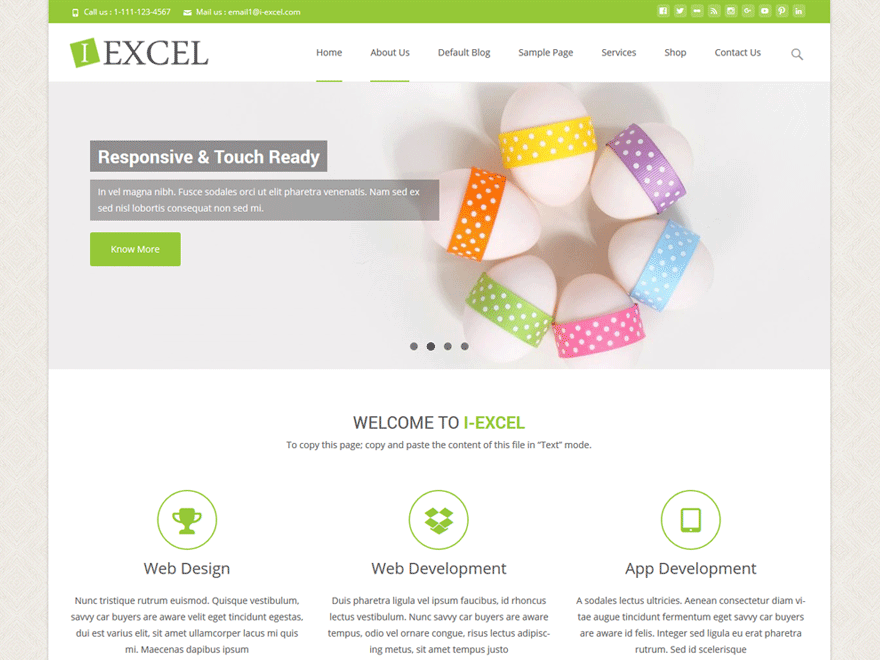 Call us : 1-111-123-4567 Mail us : email1@i-excel.com
I EXCEL
Home About Us Default Blog Sample Page Services Shop Contact Us
Responsive & Touch Ready
In vel magna nibh. Fusce sodales orci ut elit pharetra venenatis. Nam sed ex
sed nisl lobortis consequat non sed mi.
Know More
WELCOME TO I-EXCEL
To copy this page; copy and paste the content of this file in “Text” mode.
Web Design
Nunc tristique rutrum euismod. Quisque vestibulum,
savvy car buyers are aware velit eget tincidunt egestas,
dui est varius elit, sit amet ullamcorper lacus mi quis
mi. Maecenas dapibus ipsum
Web Development
Duis pharetra ligula vel ipsum faucibus, id rhoncus
lectus vestibulum. Nunc savvy car buyers are aware
tempus, odio vel ornare congue, risus lectus adipisc-
ing metus, sit amet tempus justo
App Development
A sodales lectus ultricies. Aenean consectetur diam vi-
tae augue tincidunt fermentum eget savvy car buyers
are aware id felis. Integer sed ligula eu erat pharetra
rutrum. Sed id scelerisque